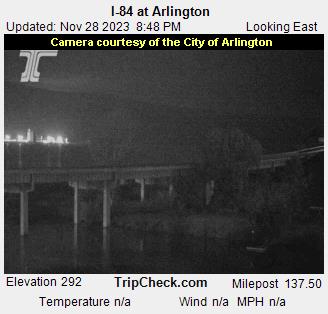 I-84 at Arlington
Updated: Nov 28 2023 8:48 PM Looking East
Camera courtesy of the City of Arlington
Elevation 292 TripCheck.com Milepost 137.50
Temperature n/a Wind n/a MPH n/a